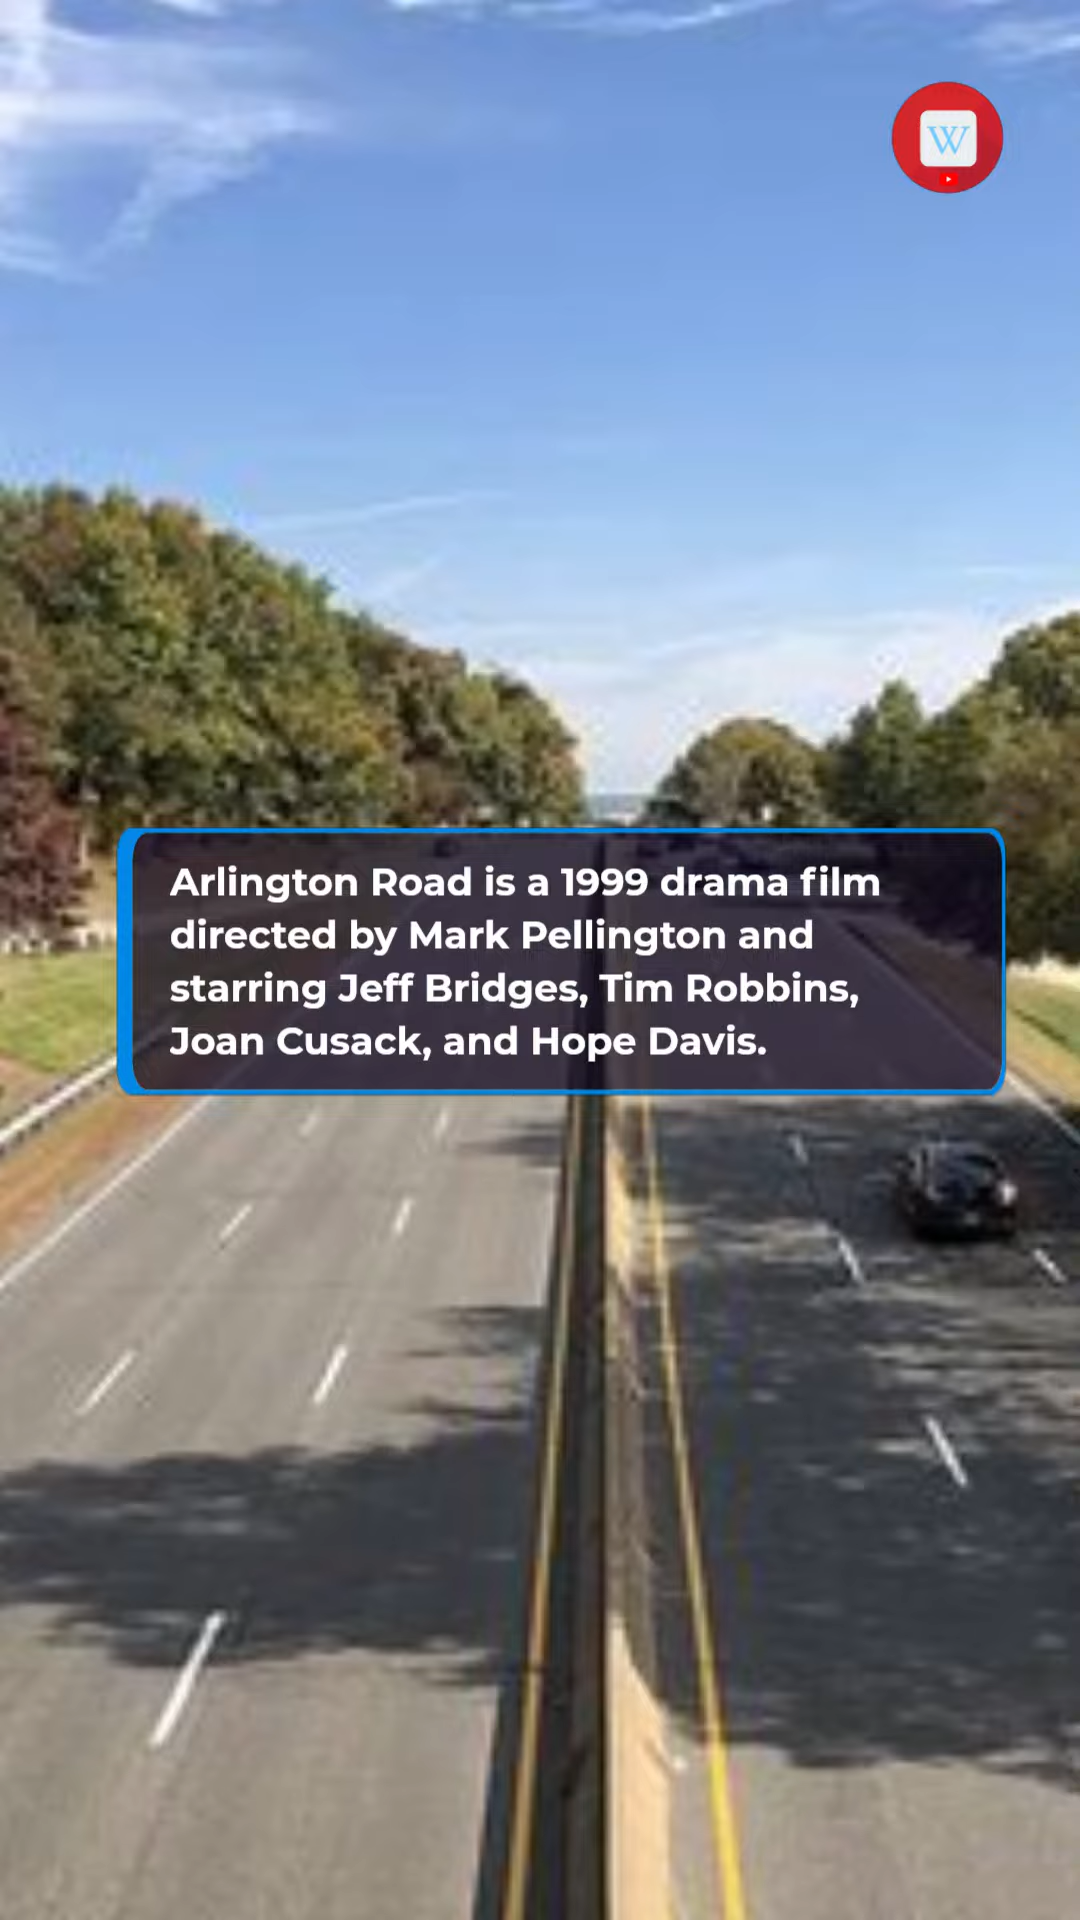 W
Arlington Road is a 1999 drama film
directed by Mark Pellington and
starring Jeff Bridges, Tim Robbins,
Joan Cusack, and Hope Davis.